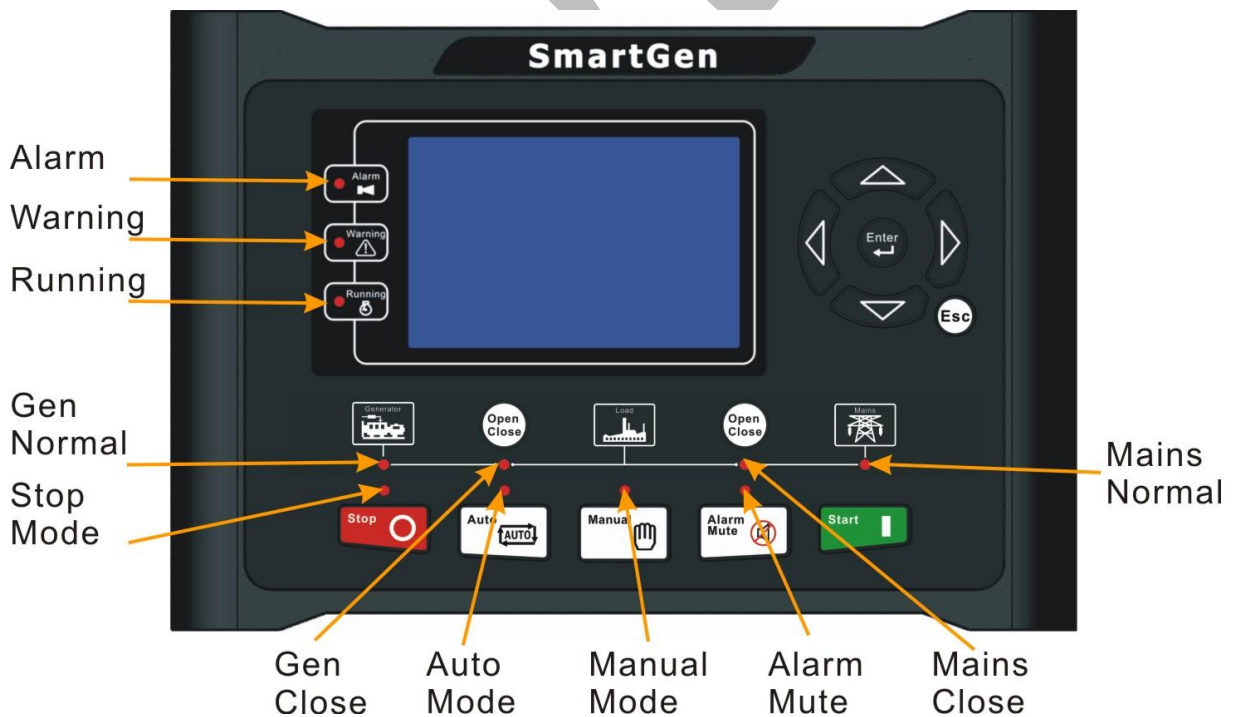 SmartGen
Alarm
Alarm
Warning
Warning
Running
Running
Enter
Esc
Gen
Normal
Generator
Open
Close
Load
Open
Close
Mains
Mains
Normal
Stop
Mode
Stop
Auto
AUTO
Manual
Alarm
Mute
Start
Gen
Close
Auto
Mode
Manual
Mode
Alarm
Mute
Mains
Close